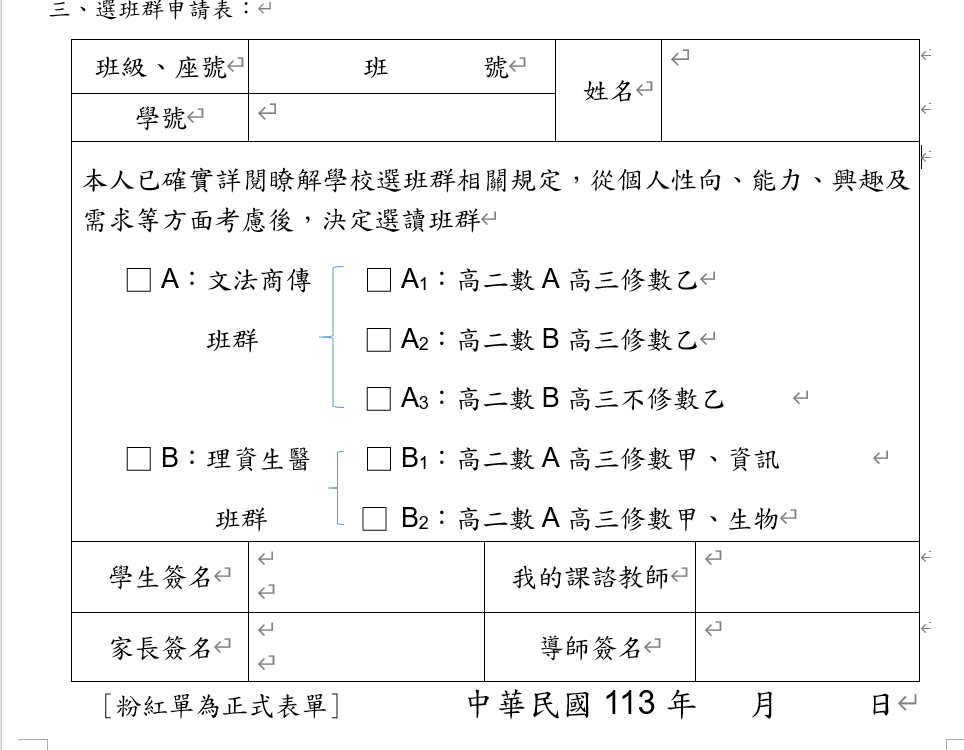 三、選班群申請表：
班級、座號 班 號 姓名
學號
本人已確實詳閱瞭解學校選班群相關規定，從個人性向、能力、興趣及
需求等方面考慮後，決定選讀班群
□ A：文法商傳 □ A1：高二數 A 高三修數乙
班群 □ A2：高二數 B 高三修數乙
□ A3：高二數 B 高三不修數乙
□ B：理資生醫 □ B1：高二數 A 高三修數甲、資訊
班群 □ B2：高二數 A 高三修數甲、生物
學生簽名 我的課諮教師
家長簽名 導師簽名
[粉紅單為正式表單] 中華民國 113 年 月 日